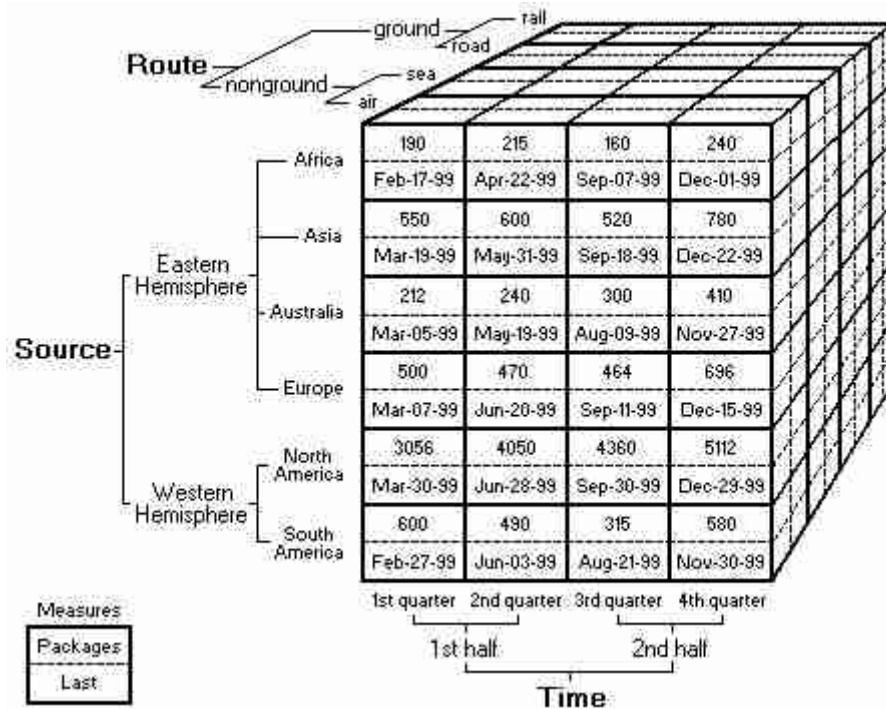 rail
ground
road
Route
sea
nonground
air
190 215 160 240
Africa
Feb-17-99 Apr-22-99 Sep-07-99 Dec-01-99
550 600 520 780
Asia
Mar-19-99 May-31-99 Sep-18-99 Dec-22-99
Eastern
Hemisphere
212 240 300 410
Australia
Mar-05-99 May-19-99 Aug-09-99 Nov-27-99
Source
500 470 464 696
Europe
Mar-07-99 Jun-20-99 Sep-11-99 Dec-15-99
3056 4050 4360 5112
North
America
Mar-30-99 Jun-28-99 Sep-30-99 Dec-29-99
Western
Hemisphere
600 490 315 580
South
America
Feb-27-99 Jun-03-99 Aug-21-99 Nov-30-99
1st quarter 2nd quarter 3rd quarter 4th quarter
Measures
Packages
Last
1st half 2nd half
Time